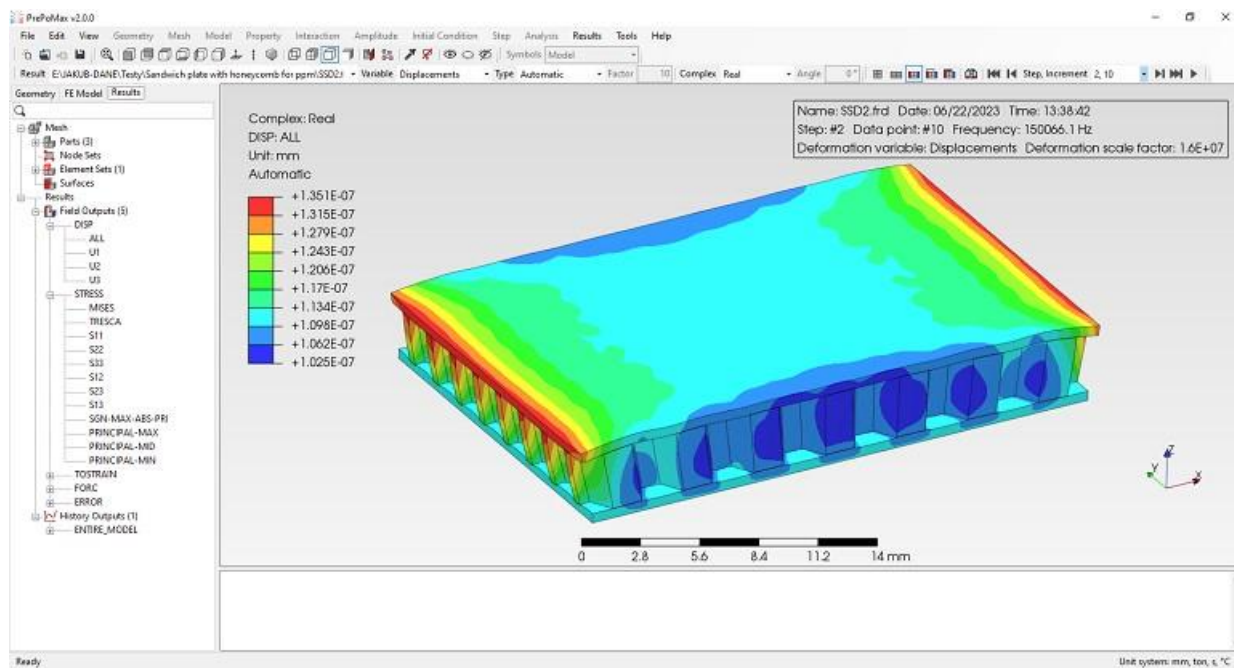 PrePoMax v2.0.0
File Edit View Geometry Mesh Model Property Interaction Amplitude Initial Condition Step Analysis Results Tools Help
Symbols Model
Result E:\JAKUB-DANE\Testy\Sandwich plate with honeycomb for ppm\SSD2.f Variable Displacements Type Automatic Factor 10 Complex Real Angle 0° Step, Increment 2, 10
Geometry FE Model Results
Mesh
Parts (3)
Node Sets
Element Sets (1)
Surfaces
Results
Field Outputs (5)
DISP
ALL
U1
U2
U3
STRESS
MISES
TRESCA
S11
S22
S33
S12
S23
S13
SGN-MAX-ABS-PRI
PRINCIPAL-MAX
PRINCIPAL-MID
PRINCIPAL-MIN
TOSTRAIN
FORC
ERROR
History Outputs (1)
ENTIRE_MODEL
Complex: Real
DISP: ALL
Unit: mm
Automatic
+1.351E-07
+1.315E-07
+1.279E-07
+1.243E-07
+1.206E-07
+1.17E-07
+1.134E-07
+1.098E-07
+1.062E-07
+1.025E-07
Name: SSD2.frd Date: 06/22/2023 Time: 13:38:42
Step: #2 Data point: #10 Frequency: 150066.1 Hz
Deformation variable: Displacements Deformation scale factor: 1.6E+07
Z
Y
X
0 2.8 5.6 8.4 11.2 14 mm
Ready
Unit system: mm, ton, s, °C